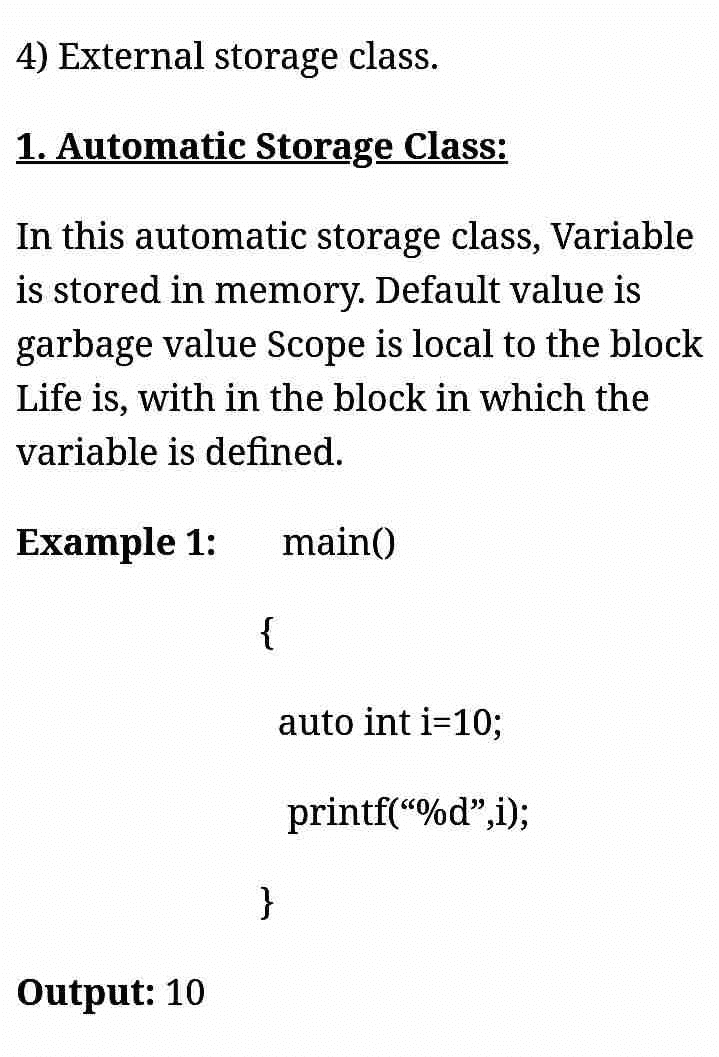 4) External storage class.
1. Automatic Storage Class:
In this automatic storage class, Variable
is stored in memory. Default value is
garbage value Scope is local to the block
Life is, with in the block in which the
variable is defined.
Example 1: main()
{
auto int i=10;
printf(“%d”,i);
}
Output: 10